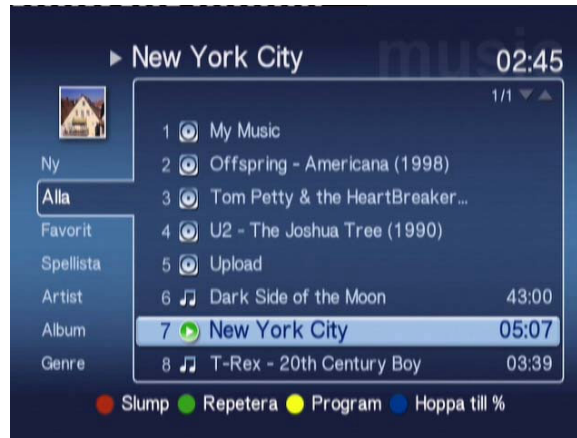 music
New York City
02:45
1/1
1 My Music
Ny
2 Offspring - Americana (1998)
Alla
3 Tom Petty & the HeartBreaker...
Favorit
4 U2 - The Joshua Tree (1990)
Spellista
5 Upload
Artist
6 Dark Side of the Moon 43:00
Album
7 New York City 05:07
Genre
8 T-Rex - 20th Century Boy 03:39
Slump Repetera Program Hoppa till %